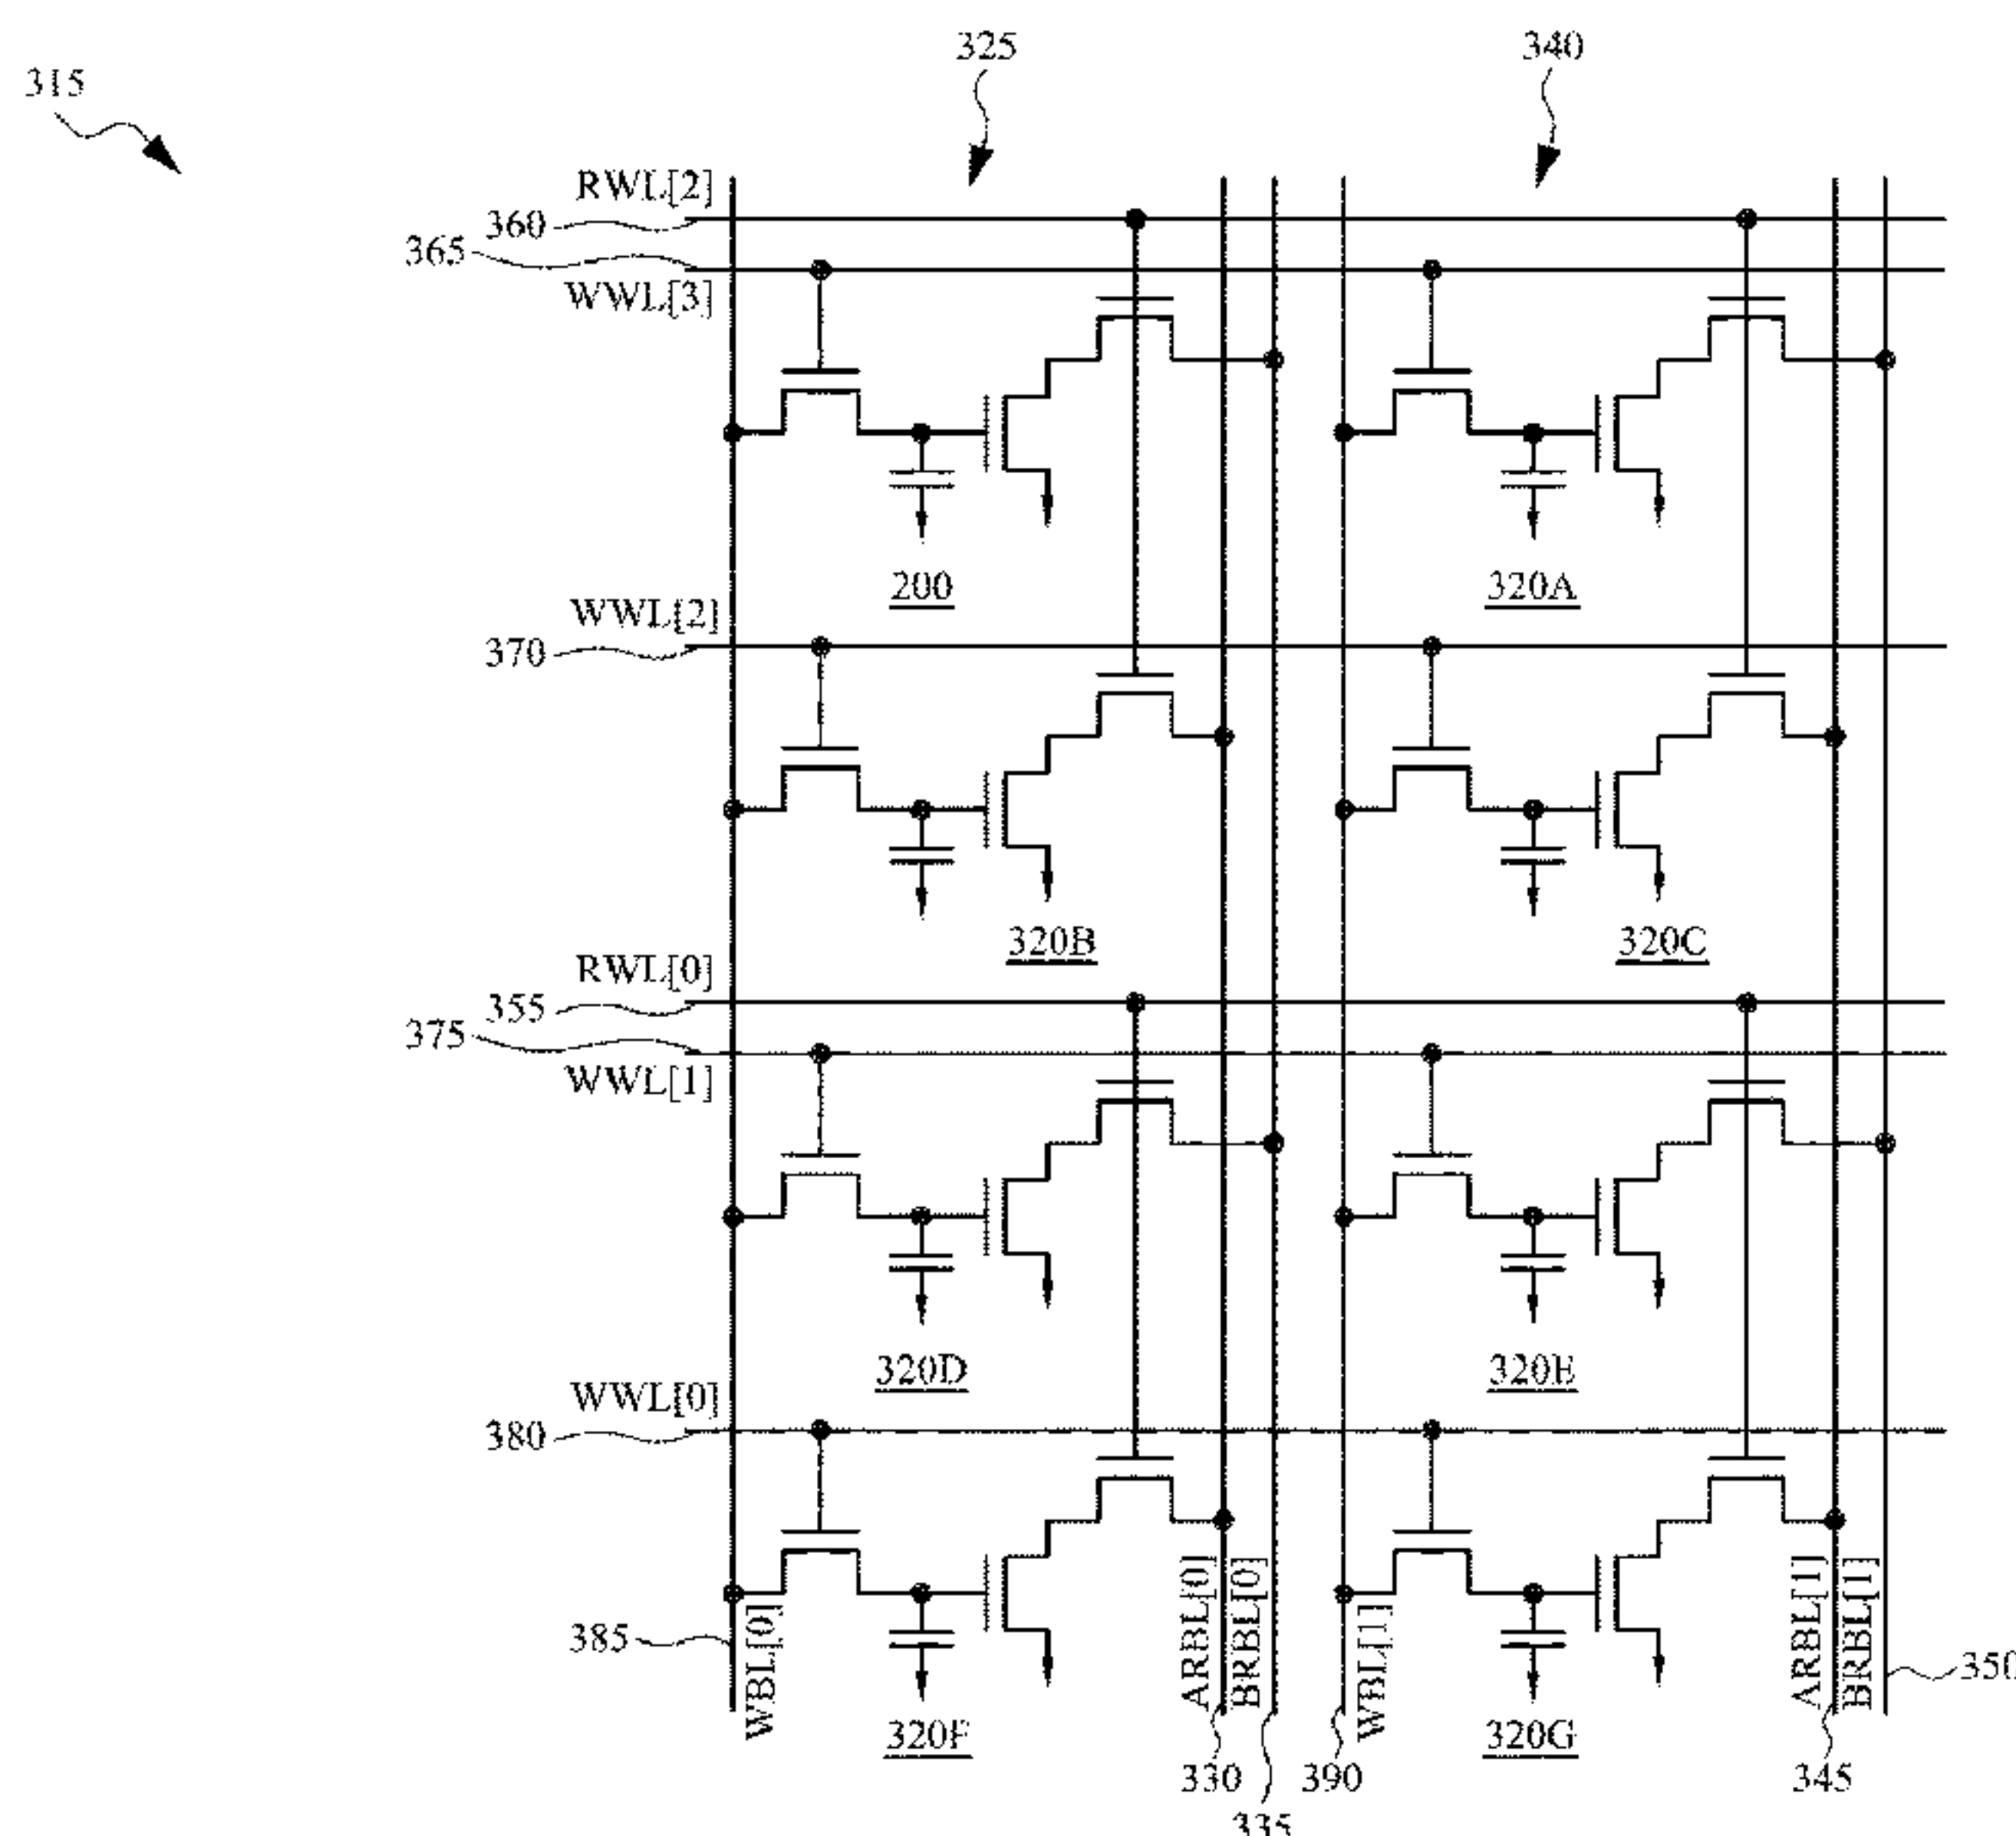 325
340
315
RWL[2]
360
365
WWL[3]
200
320A
WWL[2]
370
320B
320C
RWL[0]
355
375
WWL[1]
320D
320E
WWL[0]
380
385
WBL[0]
ARBL[0]
BRBL[0]
WBL[1]
ARBL[1]
BRBL[1]
350
320F
320G
330
390
345
335